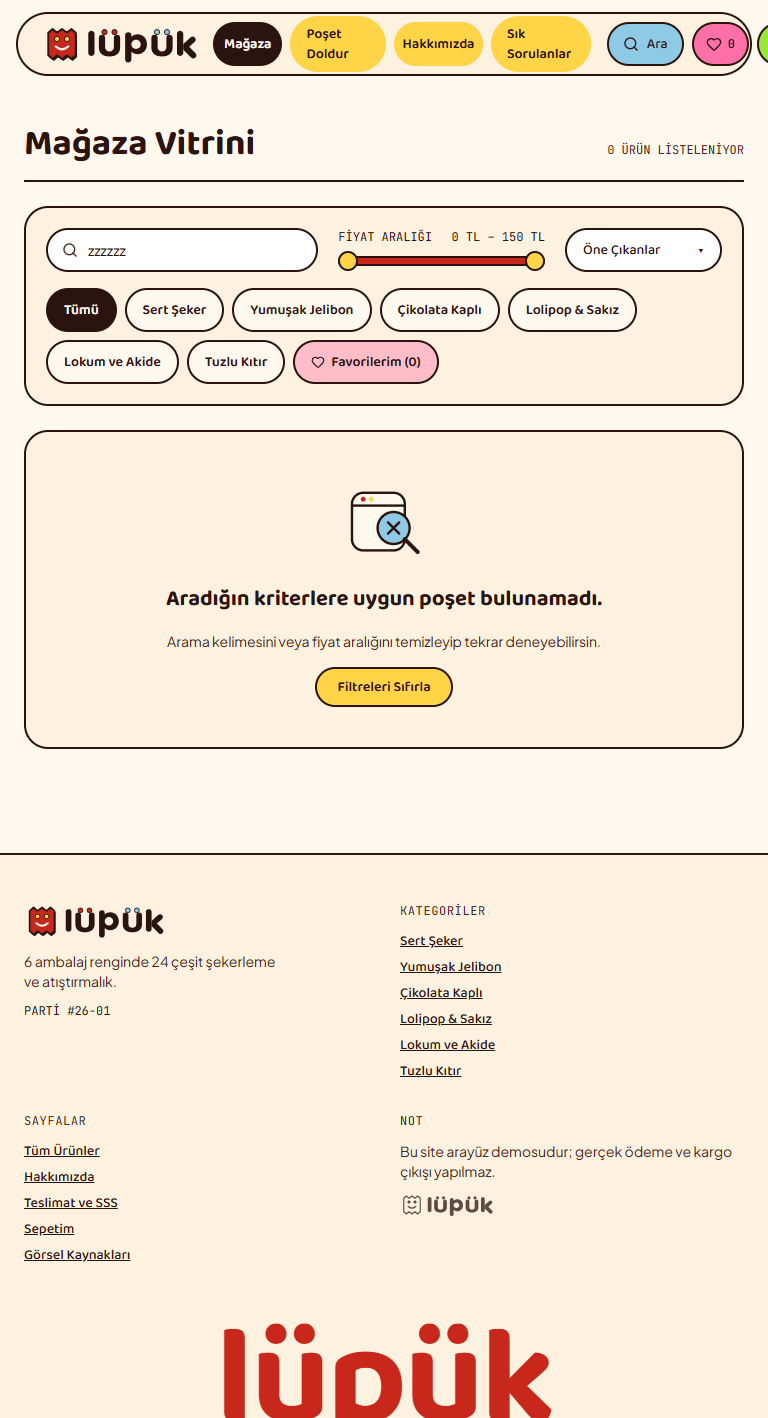 lüpük
Mağaza
Poşet
Doldur
Hakkımızda
Sık
Sorulanlar
Ara
0
Mağaza Vitrini
0 ÜRÜN LİSTELENİYOR
zzzzzz
FİYAT ARALIĞI 0 TL – 150 TL
Öne Çıkanlar
Tümü
Sert Şeker
Yumuşak Jelibon
Çikolata Kaplı
Lolipop & Sakız
Lokum ve Akide
Tuzlu Kıtır
Favorilerim (0)
Aradığın kriterlere uygun poşet bulunamadı.
Arama kelimesini veya fiyat aralığını temizleyip tekrar deneyebilirsin.
Filtreleri Sıfırla
lüpük
6 ambalaj renginde 24 çeşit şekerleme
ve atıştırmalık.
PARTİ #26-01
KATEGORİLER
Sert Şeker
Yumuşak Jelibon
Çikolata Kaplı
Lolipop & Sakız
Lokum ve Akide
Tuzlu Kıtır
SAYFALAR
Tüm Ürünler
Hakkımızda
Teslimat ve SSS
Sepetim
Görsel Kaynakları
NOT
Bu site arayüz demosudur; gerçek ödeme ve kargo
çıkışı yapılmaz.
lüpük
lüpük